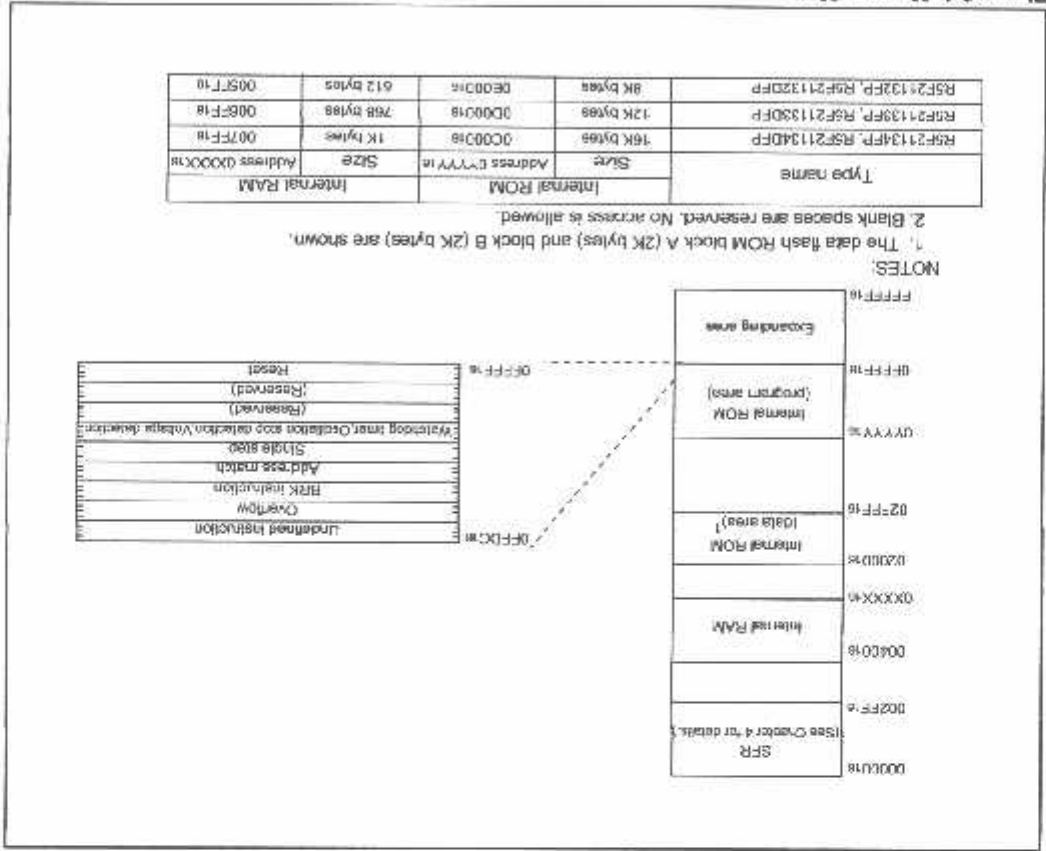 00000₁₆
SFR
(See Chapter 4 for details.)
002FF₁₆
00400₁₆
Internal RAM
0XXXX₁₆
02000₁₆
Internal ROM
(data area)¹
02FFF₁₆
0YYYY₁₆
Internal ROM
(program area)
0FFFF₁₆
Expanding area
FFFFF₁₆
0FFDC₁₆
Undefined instruction
Overflow
BRK instruction
Address match
Single step
Watchdog timer,Oscillation stop detection,Voltage detection
(Reserved)
(Reserved)
Reset
0FFFF₁₆
NOTES:
1. The data flash ROM block A (2K bytes) and block B (2K bytes) are shown.
2. Blank spaces are reserved. No access is allowed.
Type name Internal ROM Internal RAM
Size Address 0YYYY₁₆ Size Address 0XXXX₁₆
R5F21134FP, R5F21134DFP 16K bytes 0C000₁₆ 1K bytes 007FF₁₆
R5F21133FP, R5F21133DFP 12K bytes 0D000₁₆ 768 bytes 006FF₁₆
R5F21132FP, R5F21132DFP 8K bytes 0E000₁₆ 512 bytes 005FF₁₆